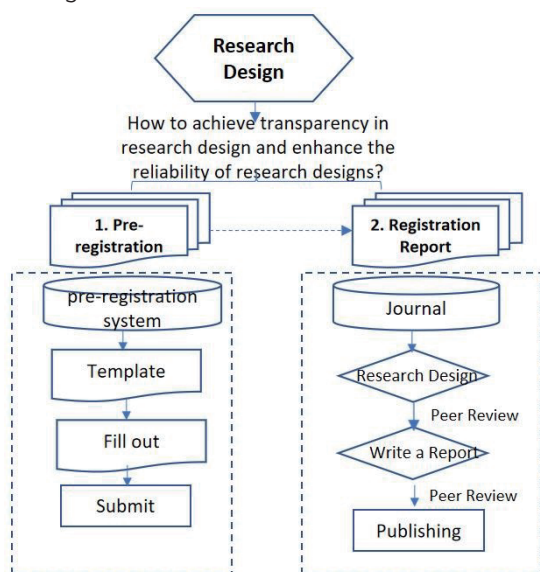 Research
Design
How to achieve transparency in
research design and enhance the
reliability of research designs?
1. Pre-
registration
2. Registration
Report
pre-registration
system
Template
Fill out
Submit
Journal
Research Design
Peer Review
Write a Report
Peer Review
Publishing